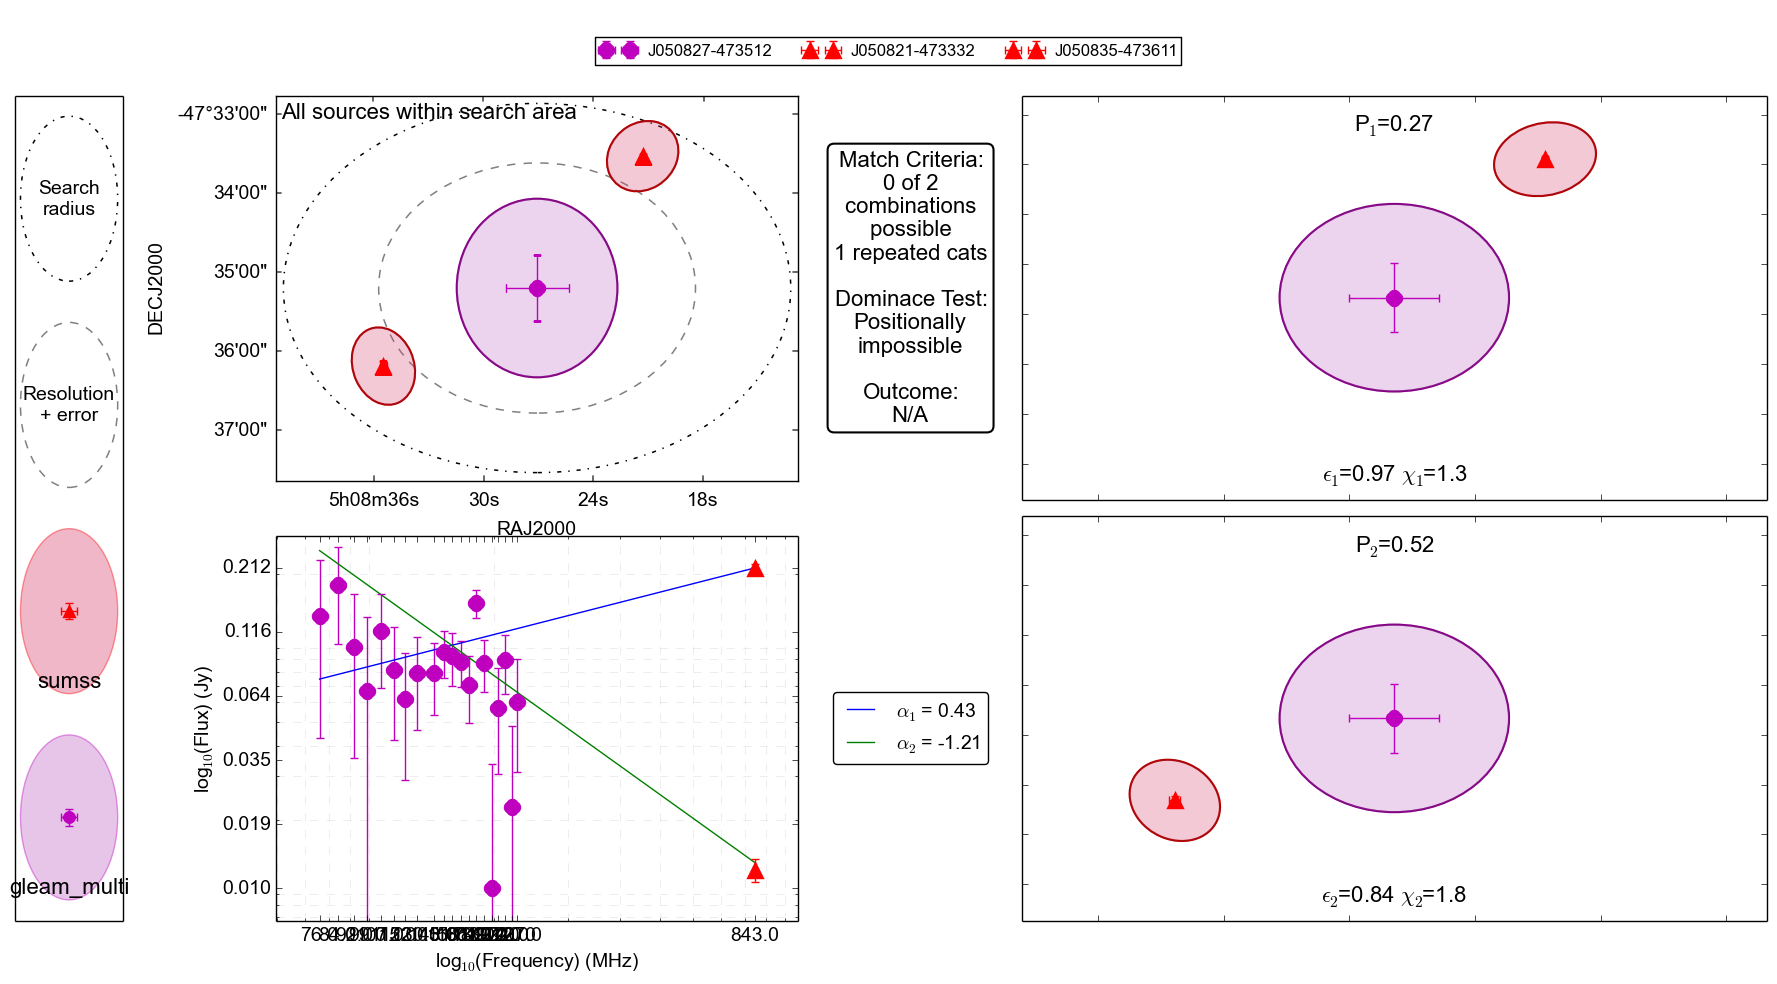 J050827-473512 J050821-473332 J050835-473611
Search
radius
Resolution
+ error
sumss
gleam_multi
All sources within search area
-47°33'00"
34'00"
35'00"
36'00"
37'00"
DECJ2000
5h08m36s 30s 24s 18s
RAJ2000
Match Criteria:
0 of 2
combinations
possible
1 repeated cats
Dominace Test:
Positionally
impossible
Outcome:
N/A
P1=0.27
ϵ1=0.97 χ1=1.3
P2=0.52
ϵ2=0.84 χ2=1.8
0.212
0.116
0.064
0.035
0.019
0.010
log10(Flux) (Jy)
843.0
log10(Frequency) (MHz)
α1 = 0.43
α2 = -1.21